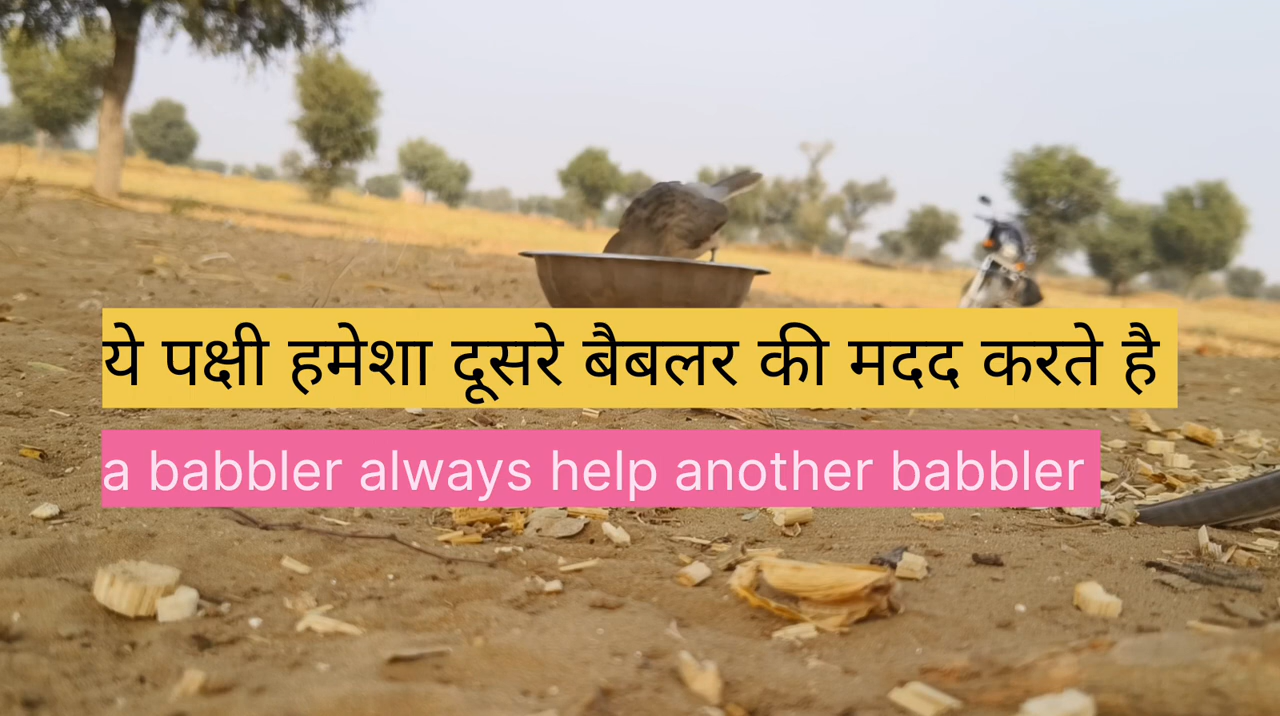 ये पक्षी हमेशा दूसरे बैबलर की मदद करते है
a babbler always help another babbler